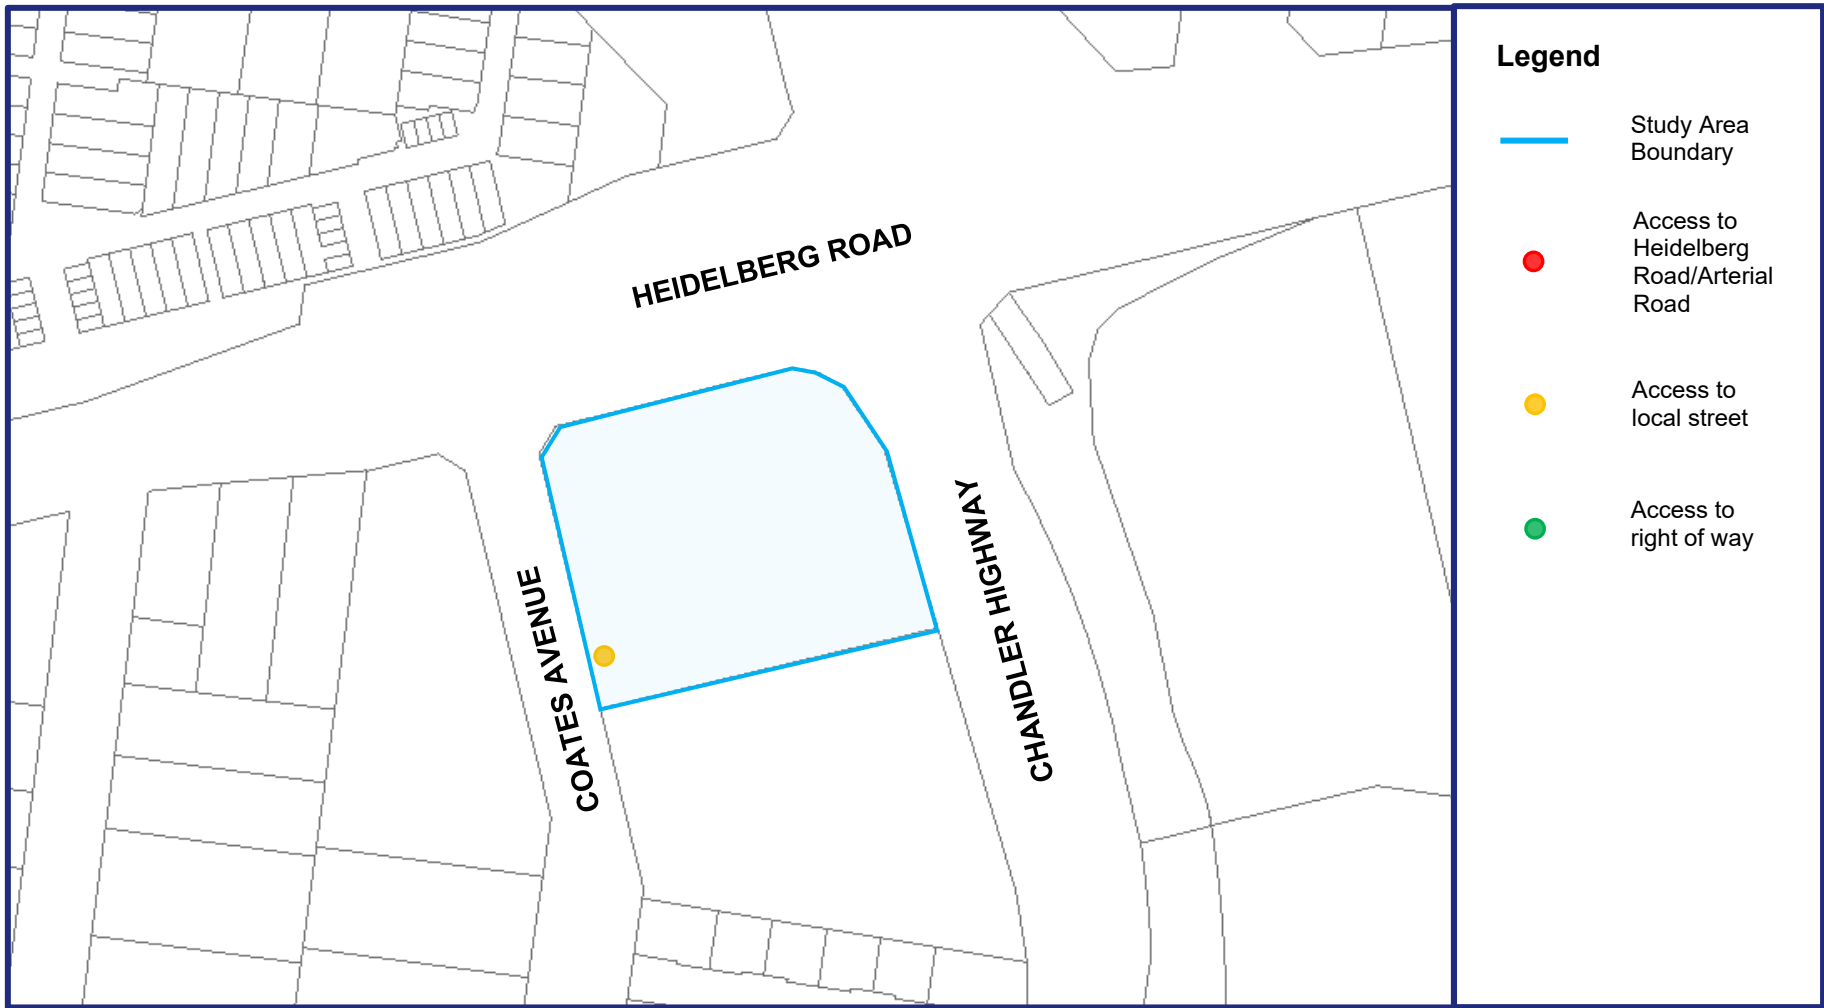 HEIDELBERG ROAD
COATES AVENUE
CHANDLER HIGHWAY
Legend
Study Area
Boundary
Access to
Heidelberg
Road/Arterial
Road
Access to
local street
Access to
right of way